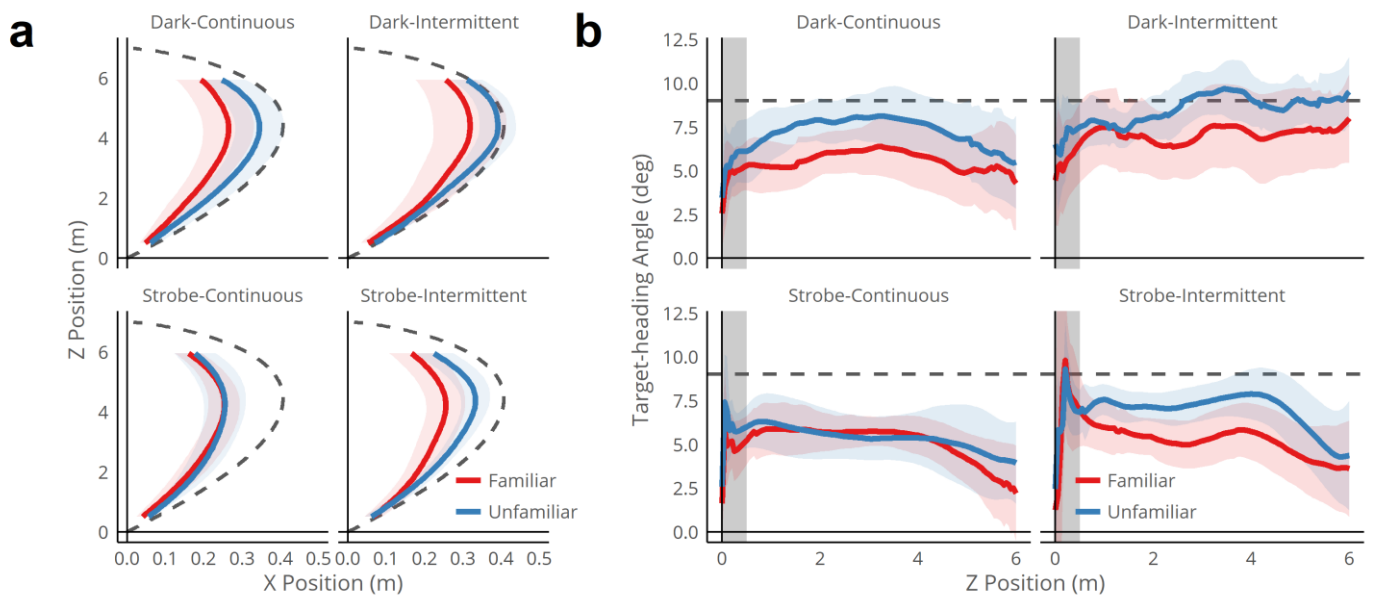 a
Dark-Continuous
Dark-Intermittent
6
4
2
0
Strobe-Continuous
Strobe-Intermittent
6
4
2
0
Familiar
Unfamiliar
0.0 0.1 0.2 0.3 0.4 0.5
0.0 0.1 0.2 0.3 0.4 0.5
X Position (m)
Z Position (m)
b
Dark-Continuous
Dark-Intermittent
12.5
10.0
7.5
5.0
2.5
0.0
Strobe-Continuous
Strobe-Intermittent
12.5
10.0
7.5
5.0
2.5
0.0
Familiar
Unfamiliar
0 2 4 6
0 2 4 6
Z Position (m)
Target-heading Angle (deg)